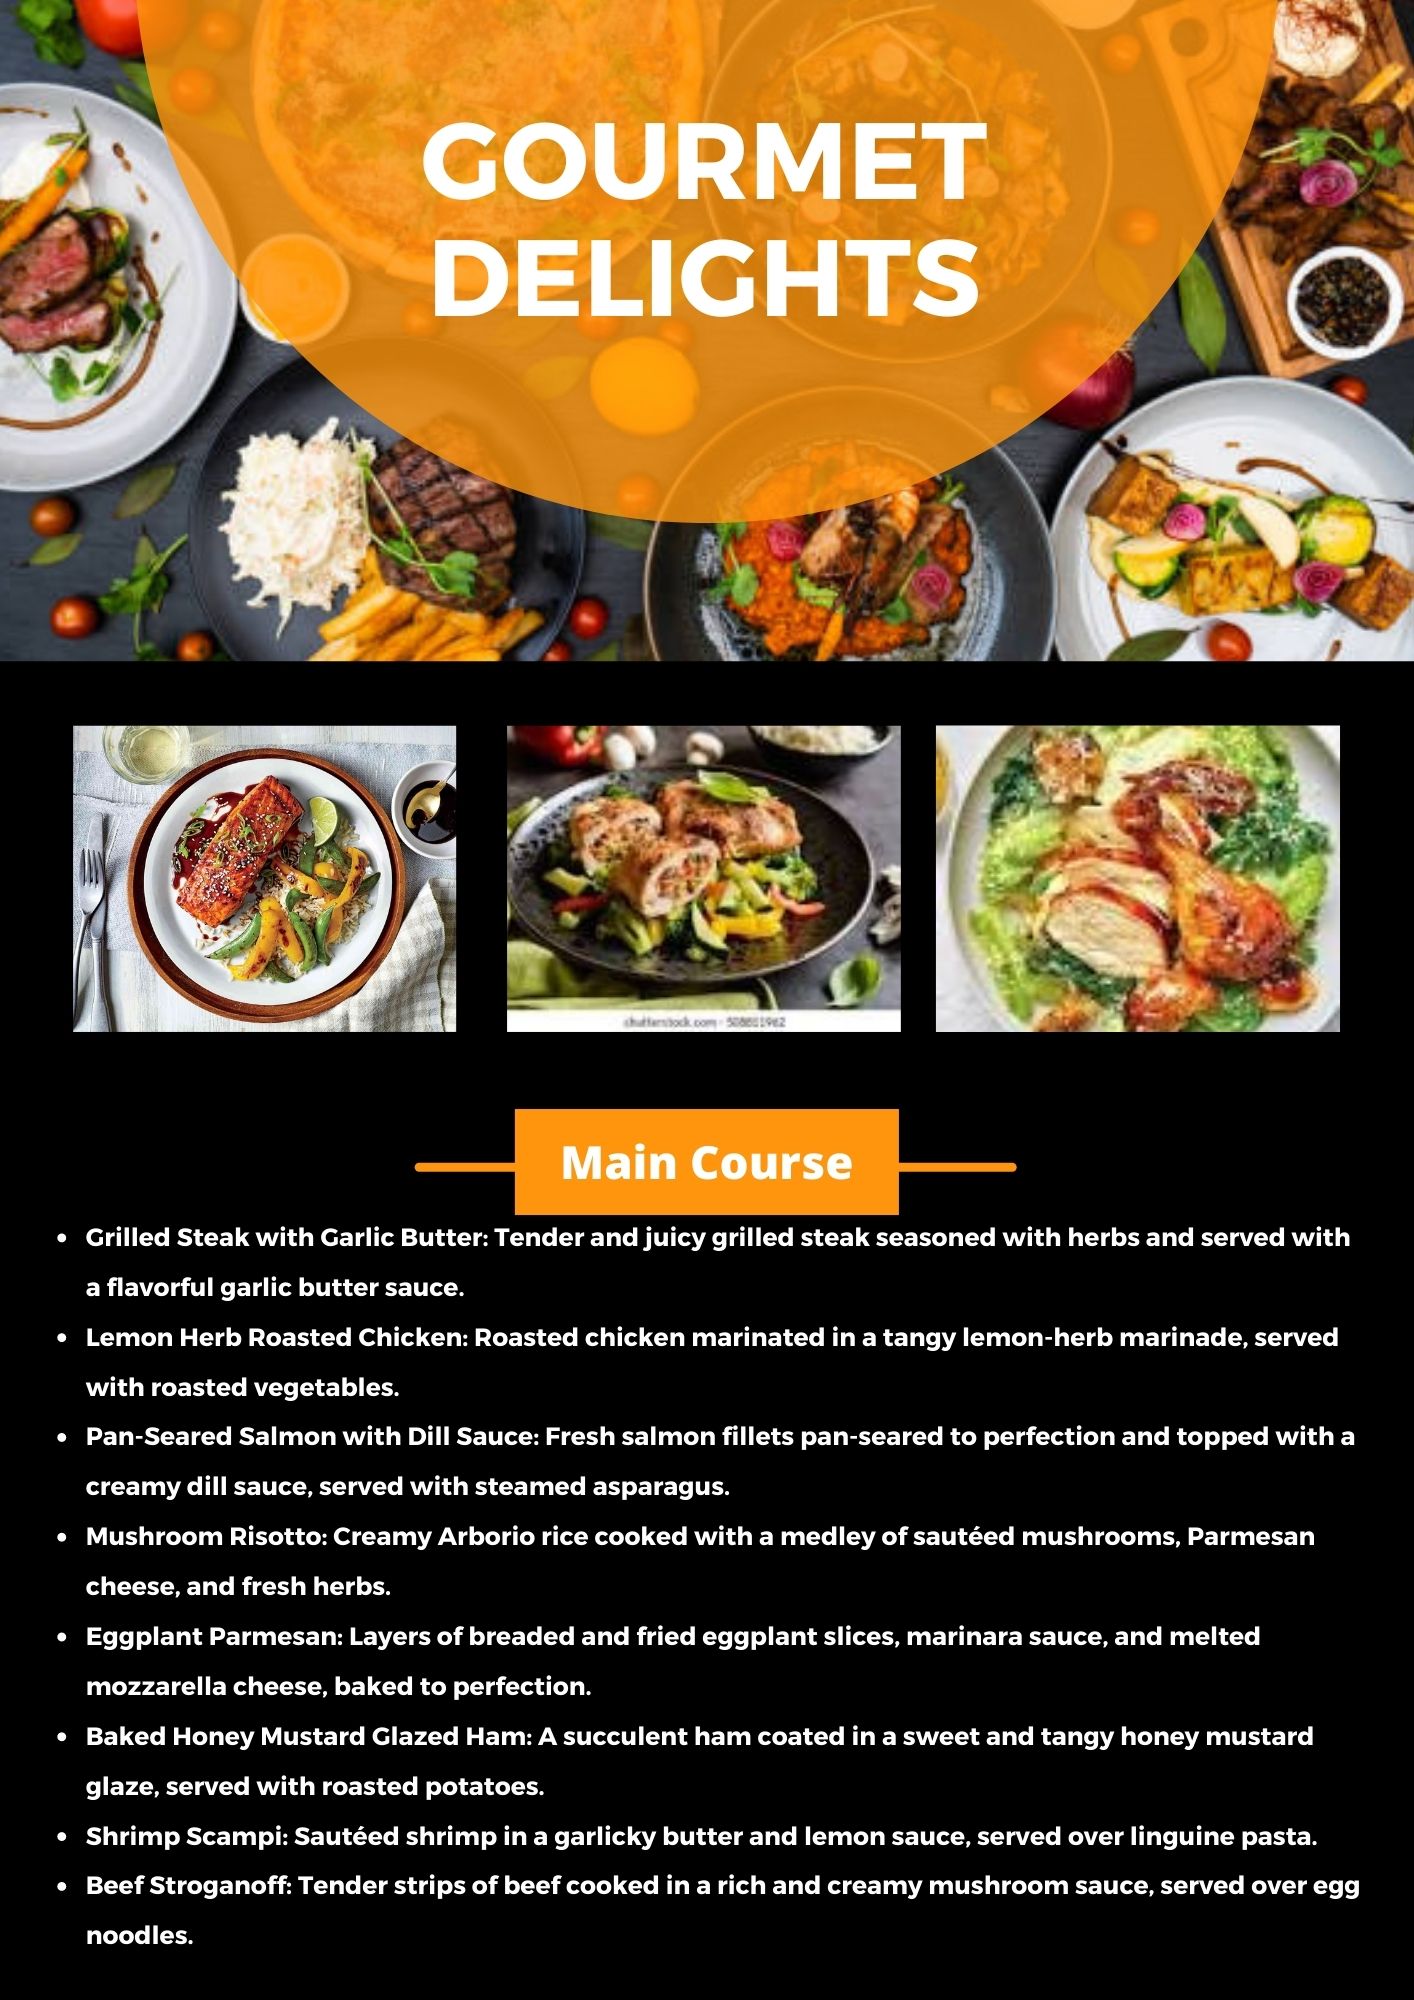 GOURMET
DELIGHTS
shutterstock.com · 508811962
Main Course
• Grilled Steak with Garlic Butter: Tender and juicy grilled steak seasoned with herbs and served with
a flavorful garlic butter sauce.
• Lemon Herb Roasted Chicken: Roasted chicken marinated in a tangy lemon-herb marinade, served
with roasted vegetables.
• Pan-Seared Salmon with Dill Sauce: Fresh salmon fillets pan-seared to perfection and topped with a
creamy dill sauce, served with steamed asparagus.
• Mushroom Risotto: Creamy Arborio rice cooked with a medley of sautéed mushrooms, Parmesan
cheese, and fresh herbs.
• Eggplant Parmesan: Layers of breaded and fried eggplant slices, marinara sauce, and melted
mozzarella cheese, baked to perfection.
• Baked Honey Mustard Glazed Ham: A succulent ham coated in a sweet and tangy honey mustard
glaze, served with roasted potatoes.
• Shrimp Scampi: Sautéed shrimp in a garlicky butter and lemon sauce, served over linguine pasta.
• Beef Stroganoff: Tender strips of beef cooked in a rich and creamy mushroom sauce, served over egg
noodles.